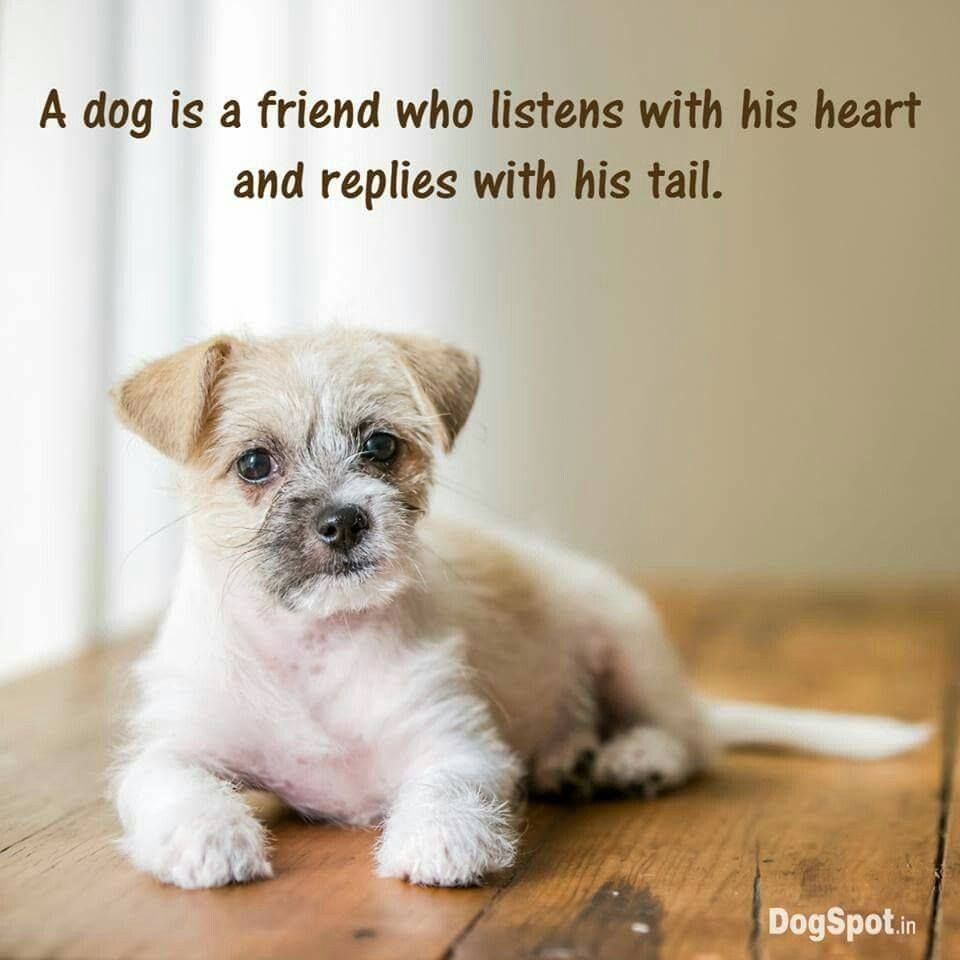 A dog is a friend who listens with his heart
and replies with his tail.
DogSpot.in